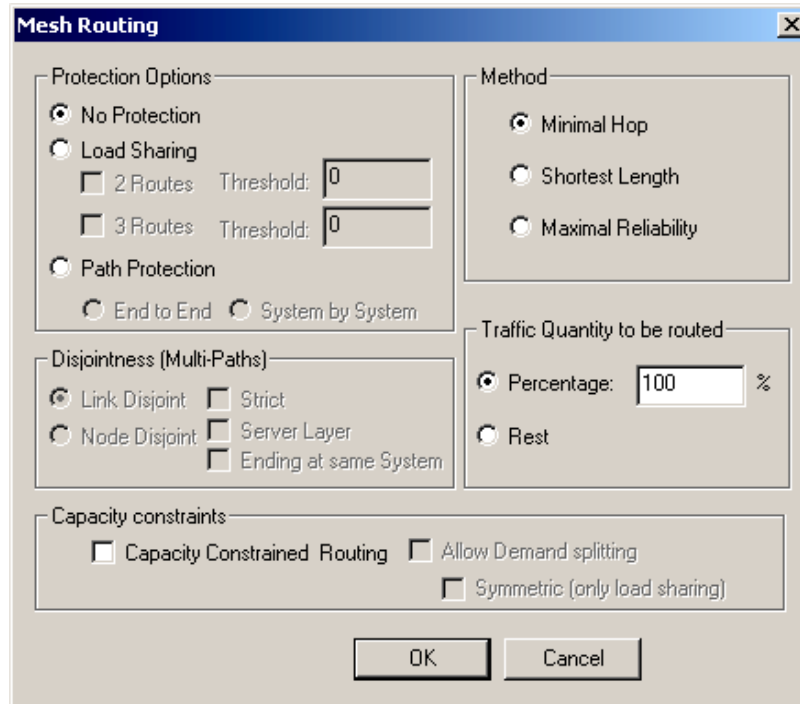 Mesh Routing
Protection Options
No Protection
Load Sharing
2 Routes Threshold: 0
3 Routes Threshold: 0
Path Protection
End to End System by System
Disjointness (Multi-Paths)
Link Disjoint Strict
Node Disjoint Server Layer
Ending at same System
Method
Minimal Hop
Shortest Length
Maximal Reliability
Traffic Quantity to be routed
Percentage: 100 %
Rest
Capacity constraints
Capacity Constrained Routing Allow Demand splitting
Symmetric (only load sharing)
OK Cancel